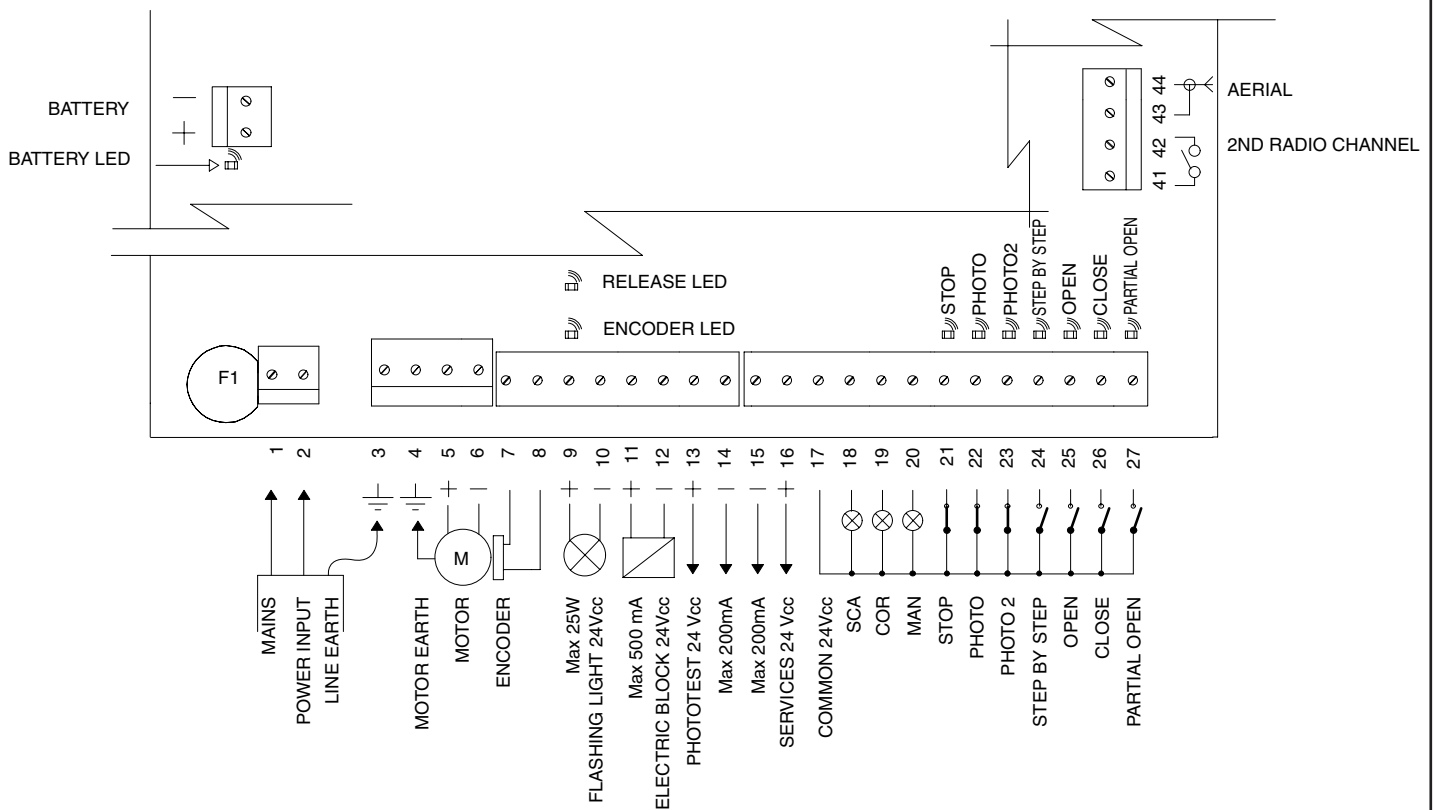 BATTERY
− +
BATTERY LED
44
43
42
41
AERIAL
2ND RADIO CHANNEL
RELEASE LED
ENCODER LED
STOP
PHOTO
PHOTO2
STEP BY STEP
OPEN
CLOSE
PARTIAL OPEN
F1
1
2
3
4
5
6
7
8
9
10
11
12
13
14
15
16
17
18
19
20
21
22
23
24
25
26
27
+ −
+ − + − + − − +
M
MAINS
POWER INPUT
LINE EARTH
MOTOR EARTH
MOTOR
ENCODER
Max 25W
FLASHING LIGHT 24Vcc
Max 500 mA
ELECTRIC BLOCK 24Vcc
PHOTOTEST 24 Vcc
Max 200mA
Max 200mA
SERVICES 24 Vcc
COMMON 24Vcc
SCA
COR
MAN
STOP
PHOTO
PHOTO 2
STEP BY STEP
OPEN
CLOSE
PARTIAL OPEN